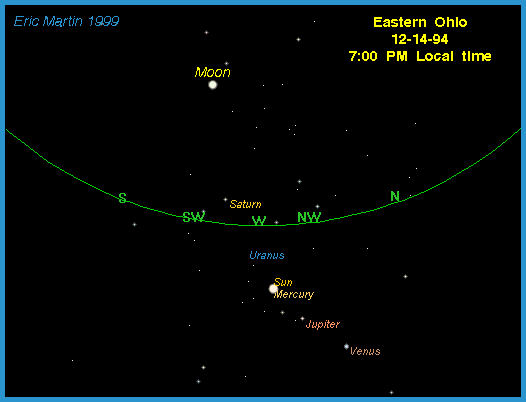 Eric Martin 1999
Eastern Ohio
12-14-94
7:00 PM Local time
Moon
S
N
Saturn
SW
W
NW
Uranus
Sun
Mercury
Jupiter
Venus